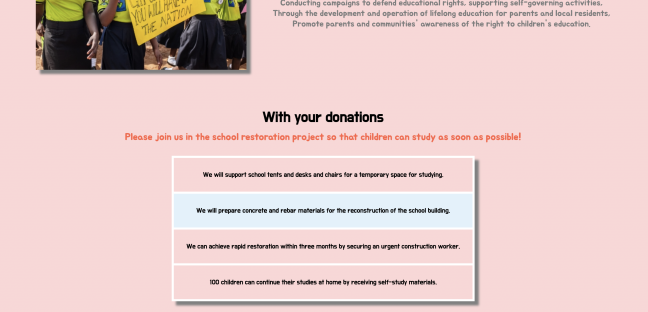 YOU WILL HAVE
THE NATION
Conducting campaigns to defend educational rights, supporting self-governing activities.
Through the development and operation of lifelong education for parents and local residents,
Promote parents and communities' awareness of the right to children's education.
With your donations
Please join us in the school restoration project so that children can study as soon as possible!
We will support school tents and desks and chairs for a temporary space for studying.
We will prepare concrete and rebar materials for the reconstruction of the school building.
We can achieve rapid restoration within three months by securing an urgent construction worker.
100 children can continue their studies at home by receiving self-study materials.